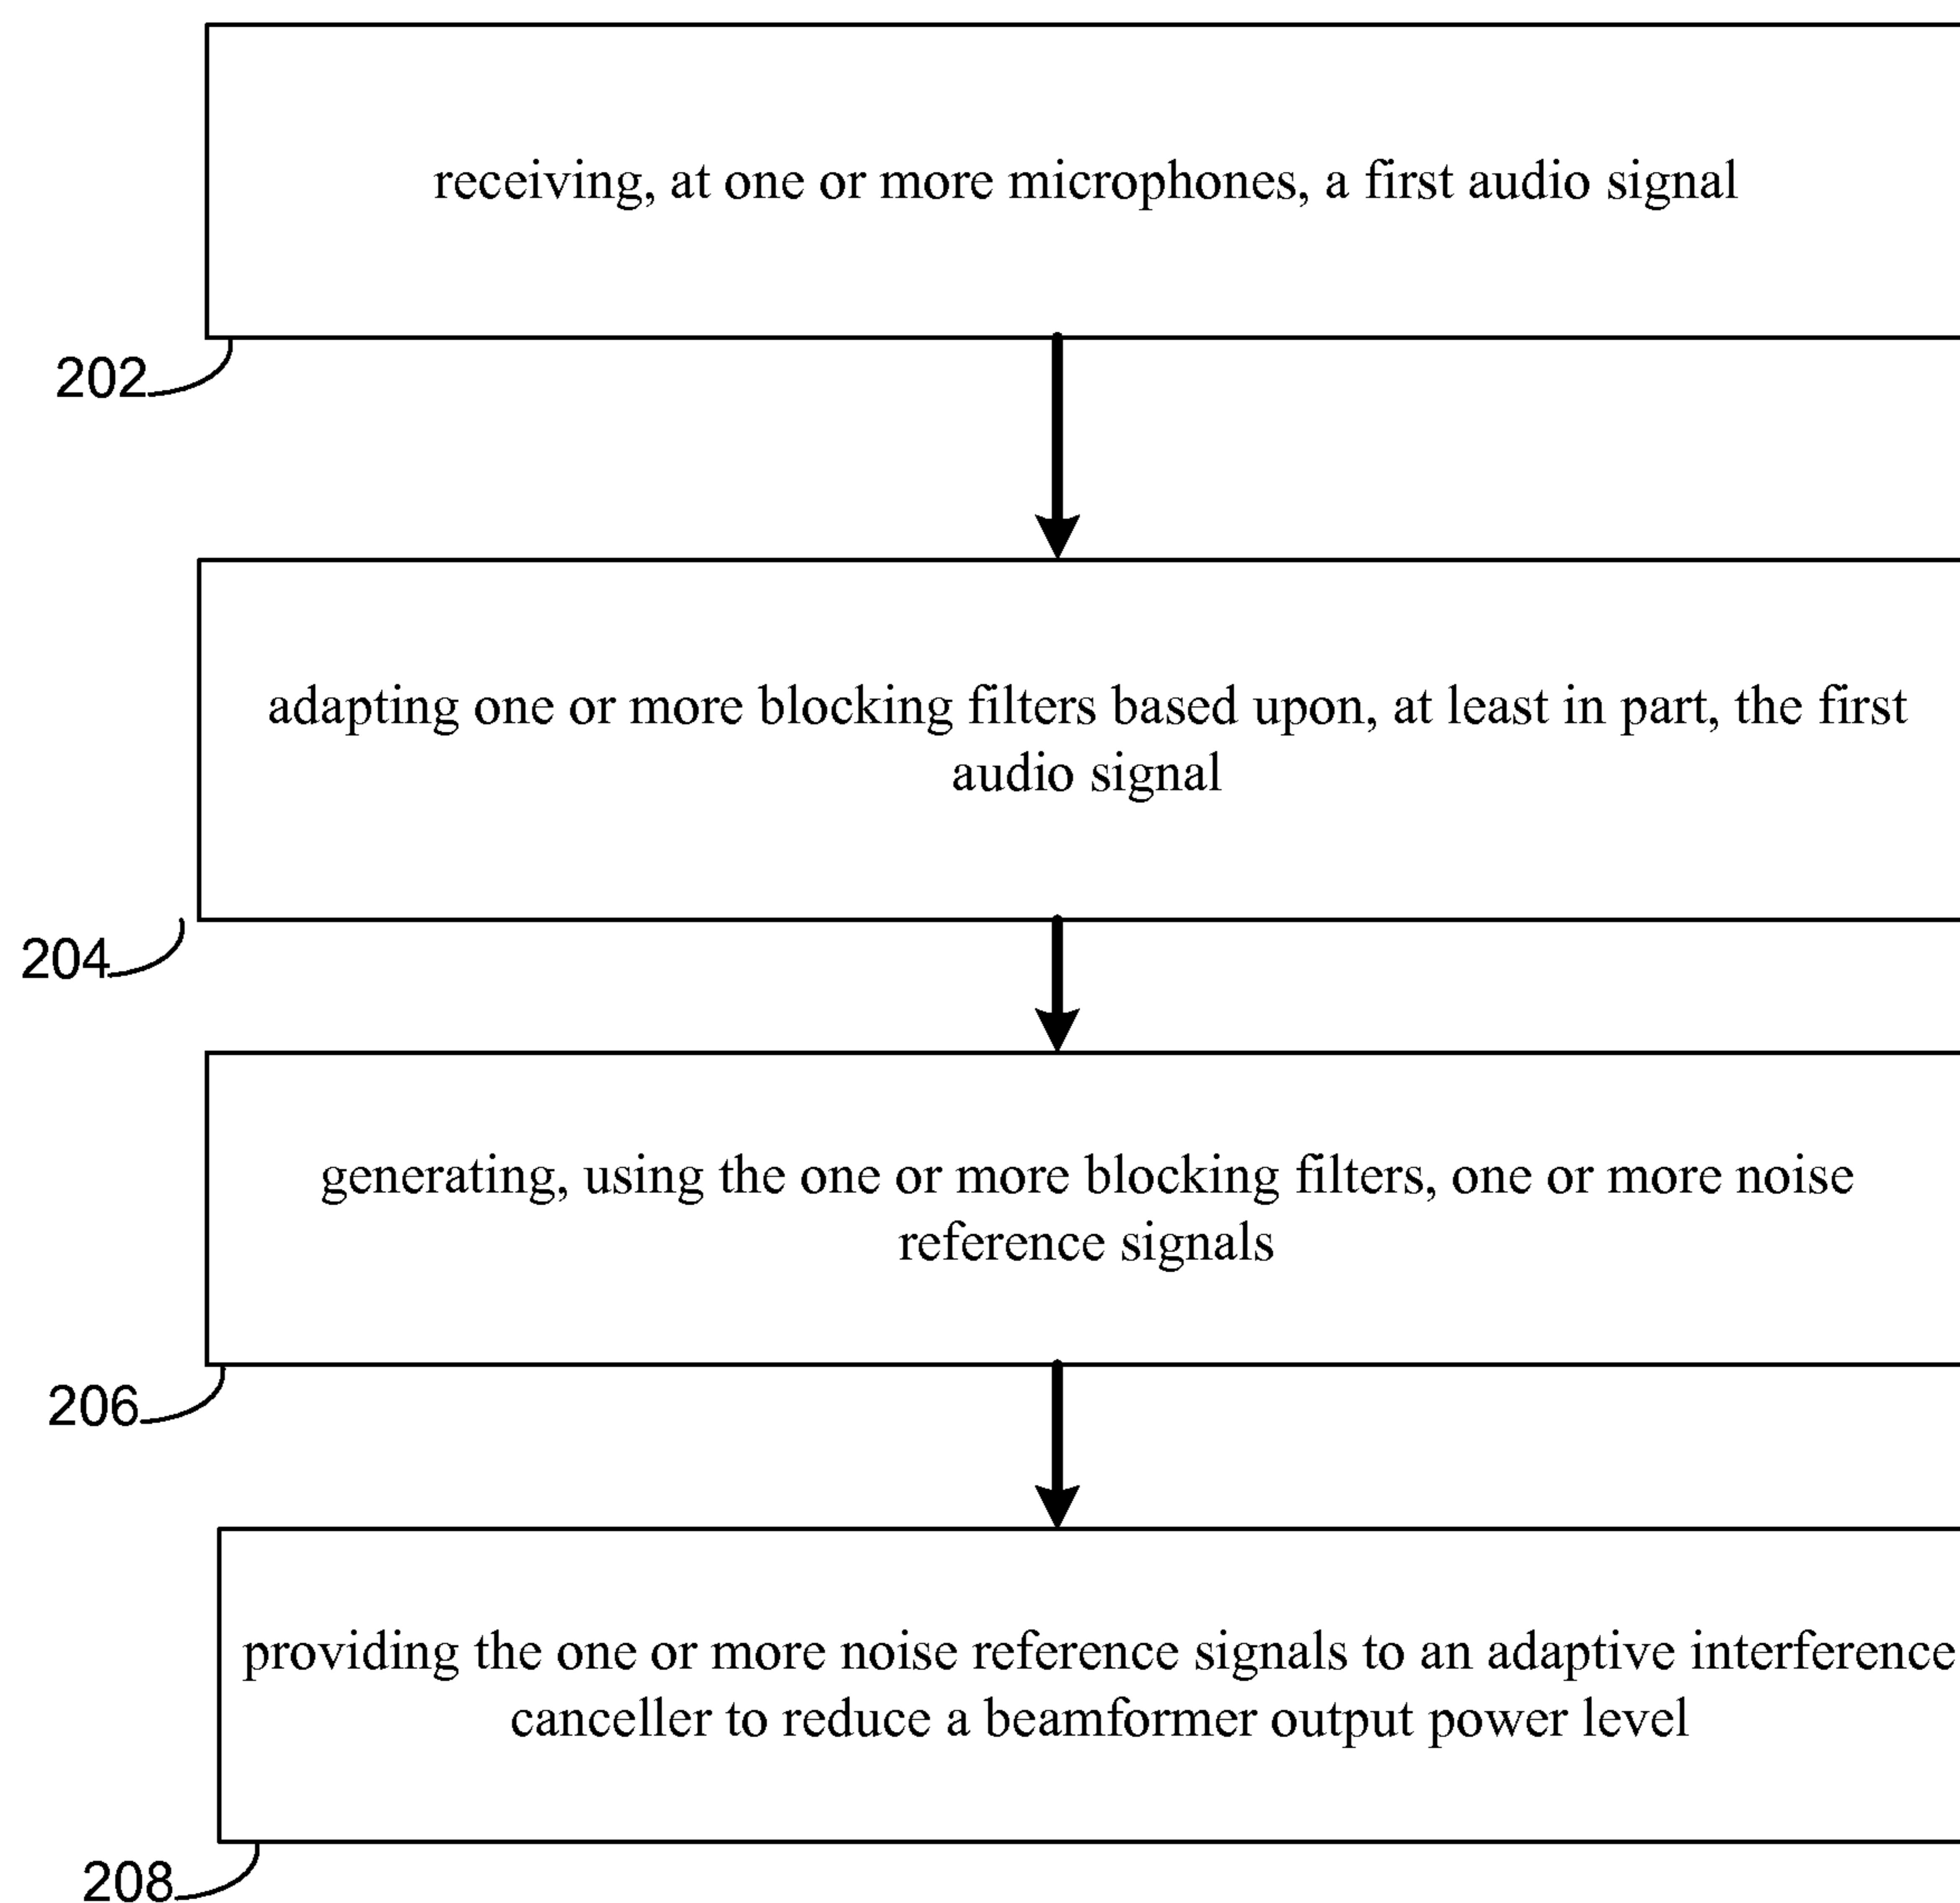 receiving, at one or more microphones, a first audio signal
202
adapting one or more blocking filters based upon, at least in part, the first
audio signal
204
generating, using the one or more blocking filters, one or more noise
reference signals
206
providing the one or more noise reference signals to an adaptive interference
canceller to reduce a beamformer output power level
208